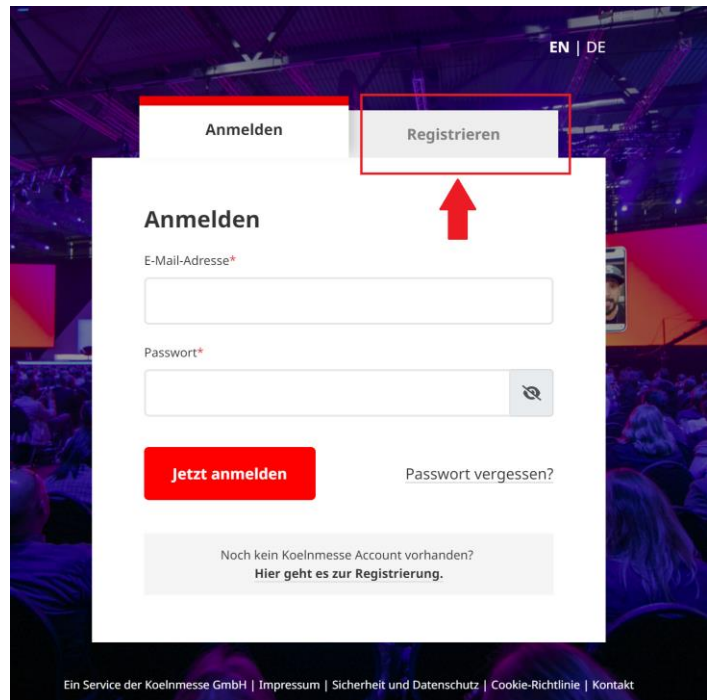 EN | DE
Anmelden
Registrieren
Anmelden
E-Mail-Adresse*
Passwort*
Jetzt anmelden
Passwort vergessen?
Noch kein Koelnmesse Account vorhanden?
Hier geht es zur Registrierung.
Ein Service der Koelnmesse GmbH | Impressum | Sicherheit und Datenschutz | Cookie-Richtlinie | Kontakt